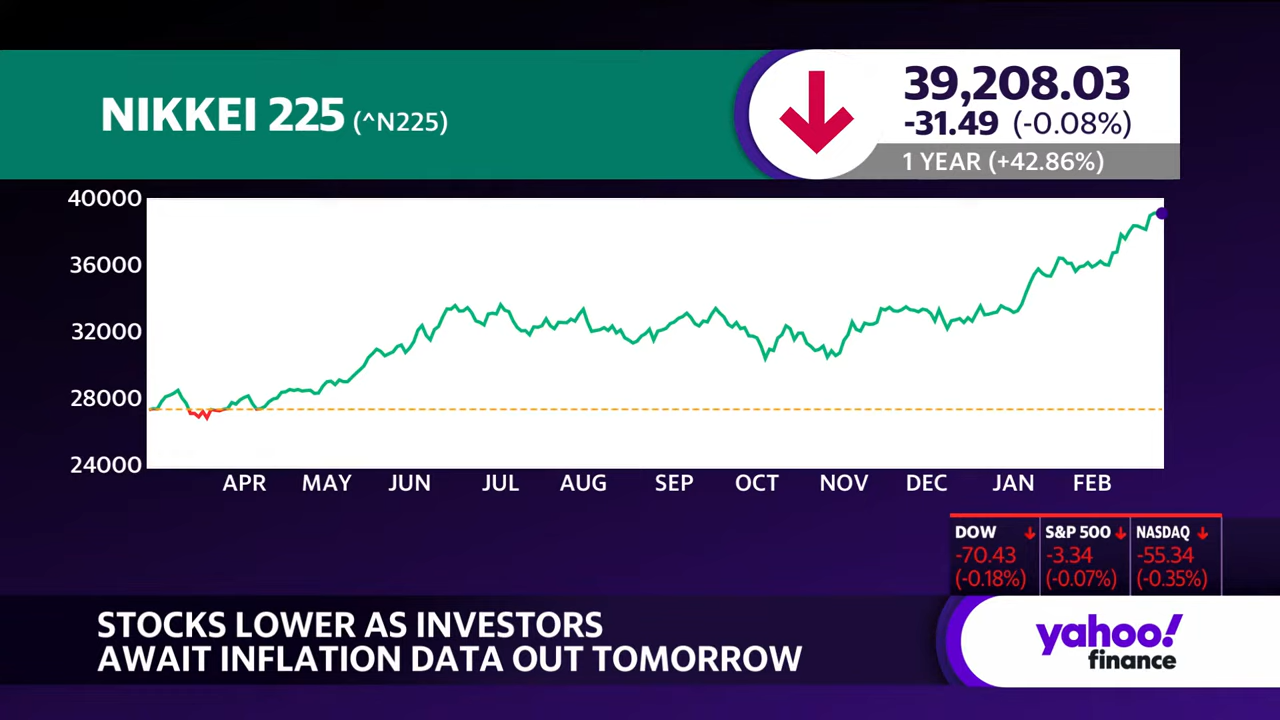 NIKKEI 225 (^N225)
39,208.03
-31.49 (-0.08%)
1 YEAR (+42.86%)
40000
36000
32000
28000
24000
APR MAY JUN JUL AUG SEP OCT NOV DEC JAN FEB
DOW S&P 500 NASDAQ
-70.43 -3.34 -55.34
(-0.18%) (-0.07%) (-0.35%)
STOCKS LOWER AS INVESTORS
AWAIT INFLATION DATA OUT TOMORROW
yahoo!
finance